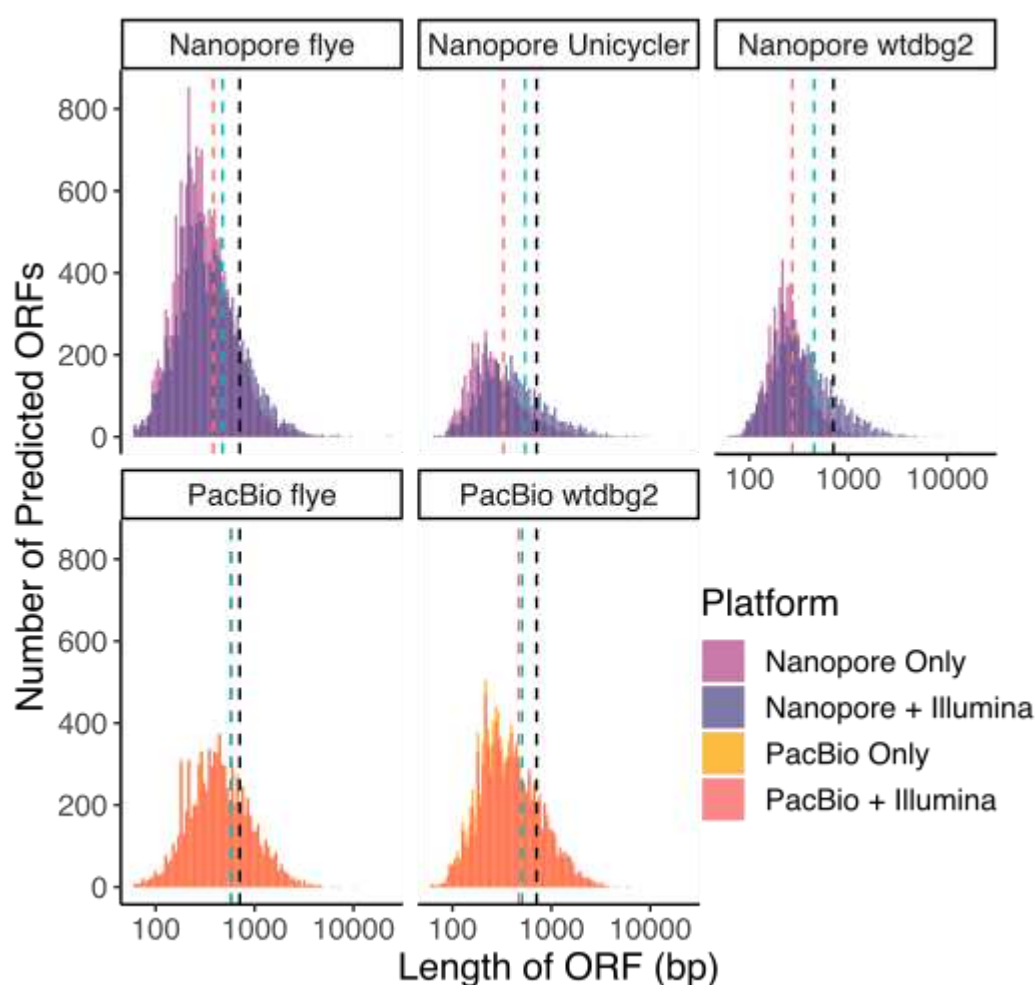 Nanopore flye
Nanopore Unicycler
Nanopore wtdbg2
800
600
400
200
0
100 1000 10000
PacBio flye
PacBio wtdbg2
800
600
400
200
0
100 1000 10000
100 1000 10000
Number of Predicted ORFs
Length of ORF (bp)
Platform
Nanopore Only
Nanopore + Illumina
PacBio Only
PacBio + Illumina